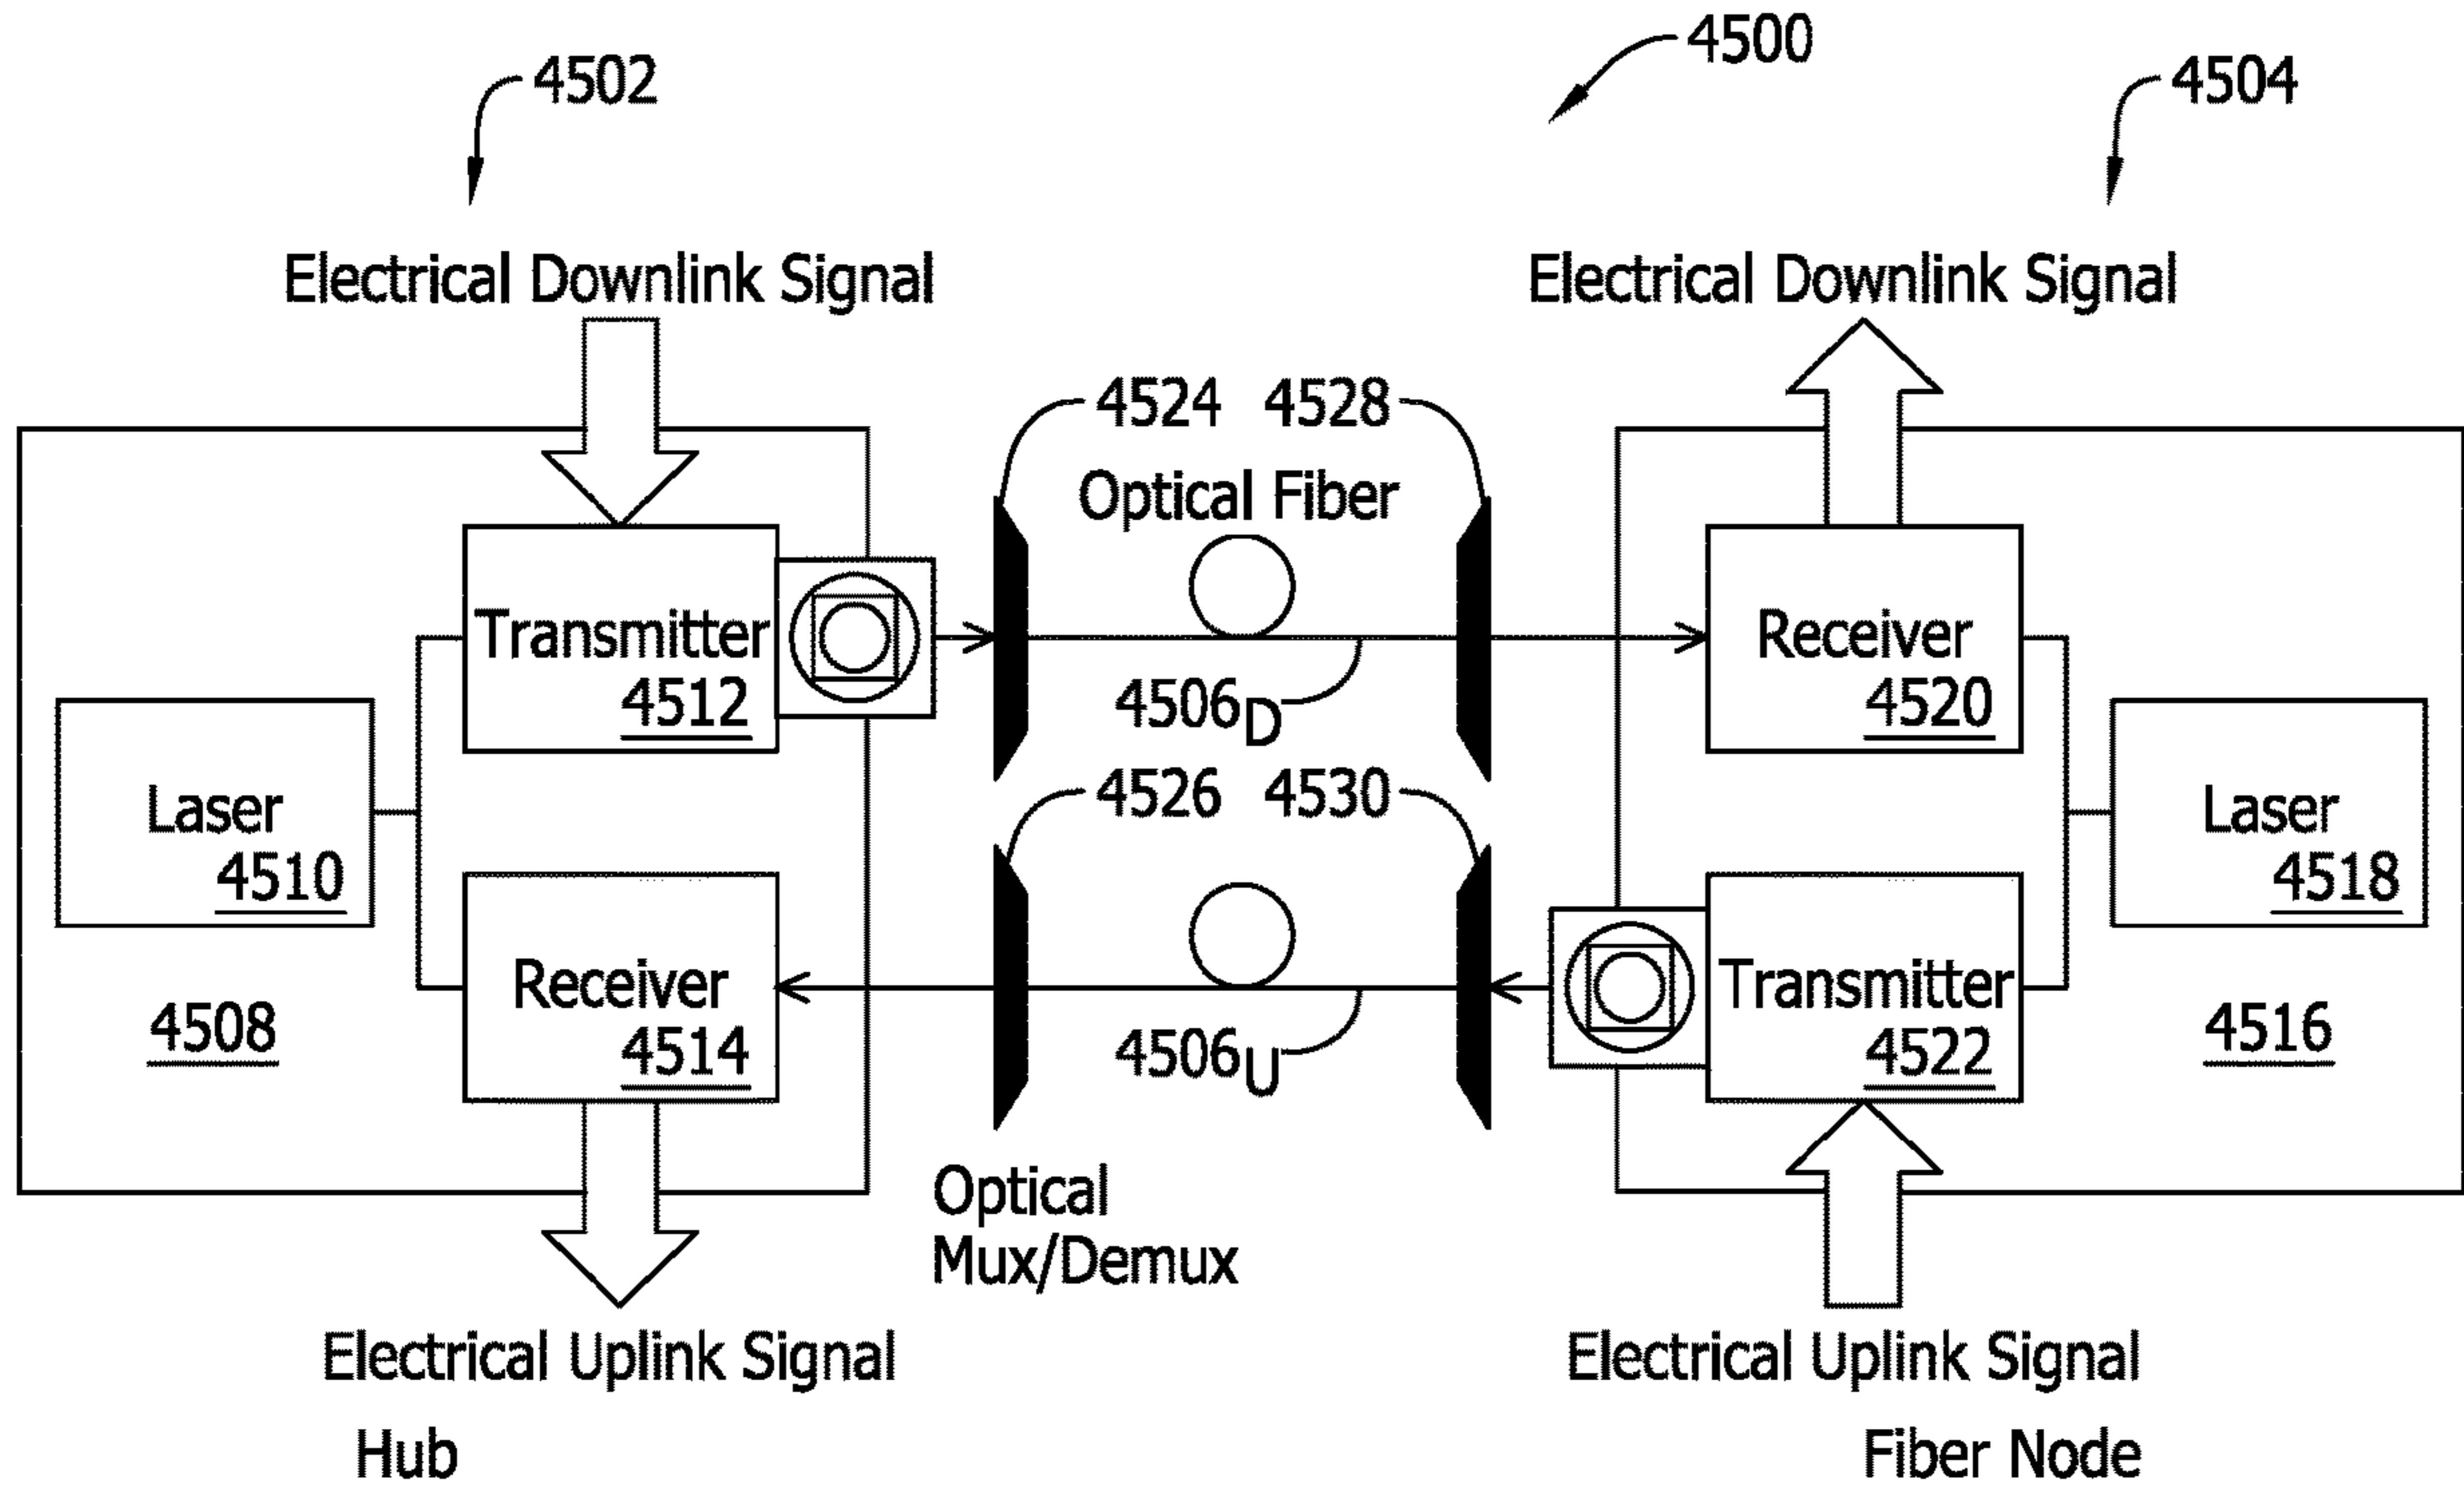 4500
4502
4504
Electrical Downlink Signal
Electrical Downlink Signal
4524
4528
Optical Fiber
Transmitter
4512
Receiver
4520
4506D
4526
4530
Laser
4510
Laser
4518
Receiver
4514
Transmitter
4522
4506U
4508
4516
Optical
Mux/Demux
Electrical Uplink Signal
Electrical Uplink Signal
Hub
Fiber Node